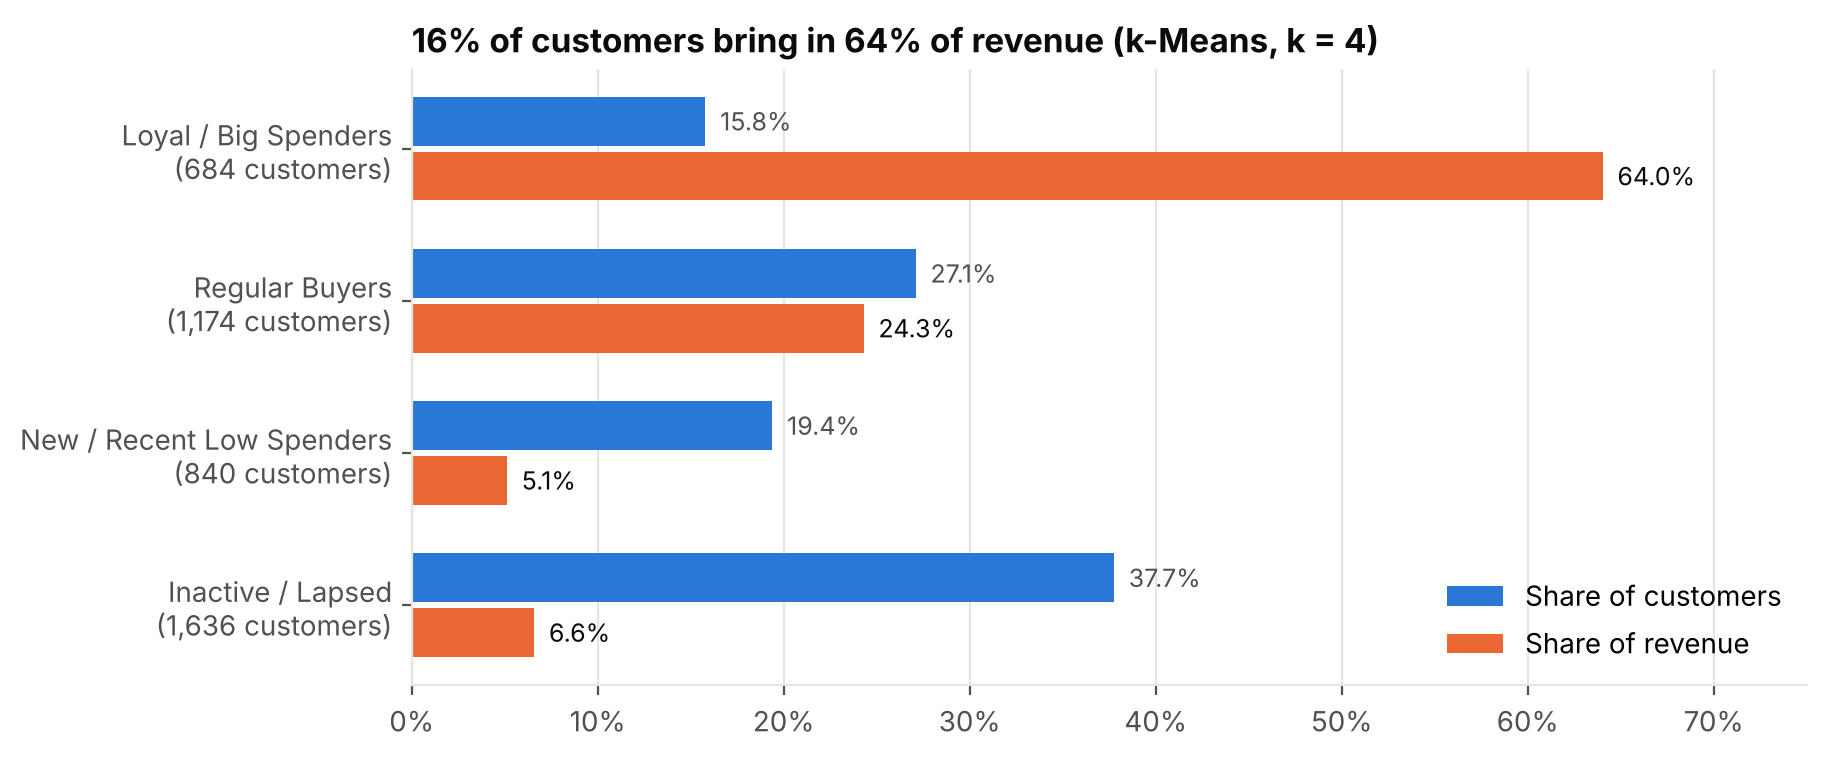 16% of customers bring in 64% of revenue (k-Means, k = 4)
Loyal / Big Spenders
(684 customers)
15.8%
64.0%
Regular Buyers
(1,174 customers)
27.1%
24.3%
New / Recent Low Spenders
(840 customers)
19.4%
5.1%
Inactive / Lapsed
(1,636 customers)
37.7%
6.6%
Share of customers
Share of revenue
0% 10% 20% 30% 40% 50% 60% 70%